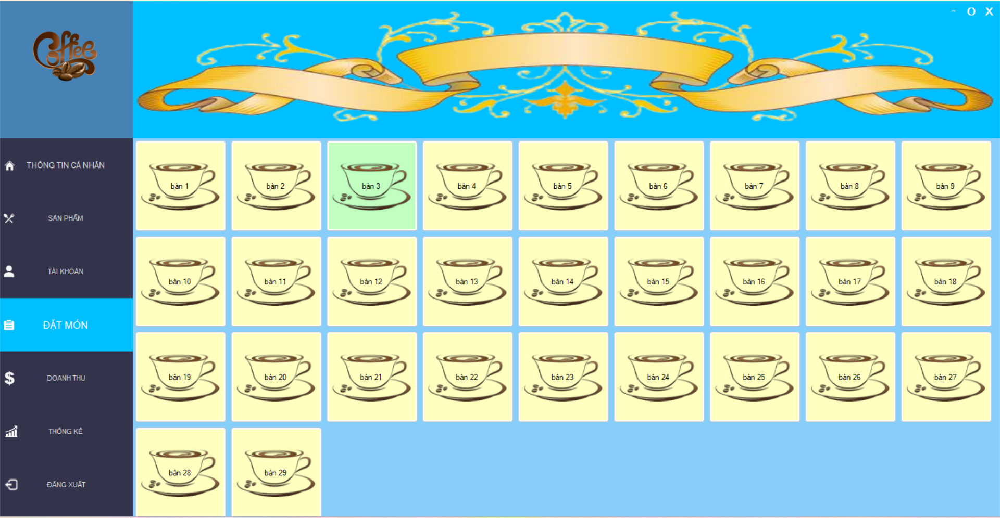 Coffee
- O X
THÔNG TIN CÁ NHÂN
SẢN PHẨM
TÀI KHOẢN
ĐẶT MÓN
DOANH THU
THỐNG KÊ
ĐĂNG XUẤT
bàn 1
bàn 2
bàn 3
bàn 4
bàn 5
bàn 6
bàn 7
bàn 8
bàn 9
bàn 10
bàn 11
bàn 12
bàn 13
bàn 14
bàn 15
bàn 16
bàn 17
bàn 18
bàn 19
bàn 20
bàn 21
bàn 22
bàn 23
bàn 24
bàn 25
bàn 26
bàn 27
bàn 28
bàn 29